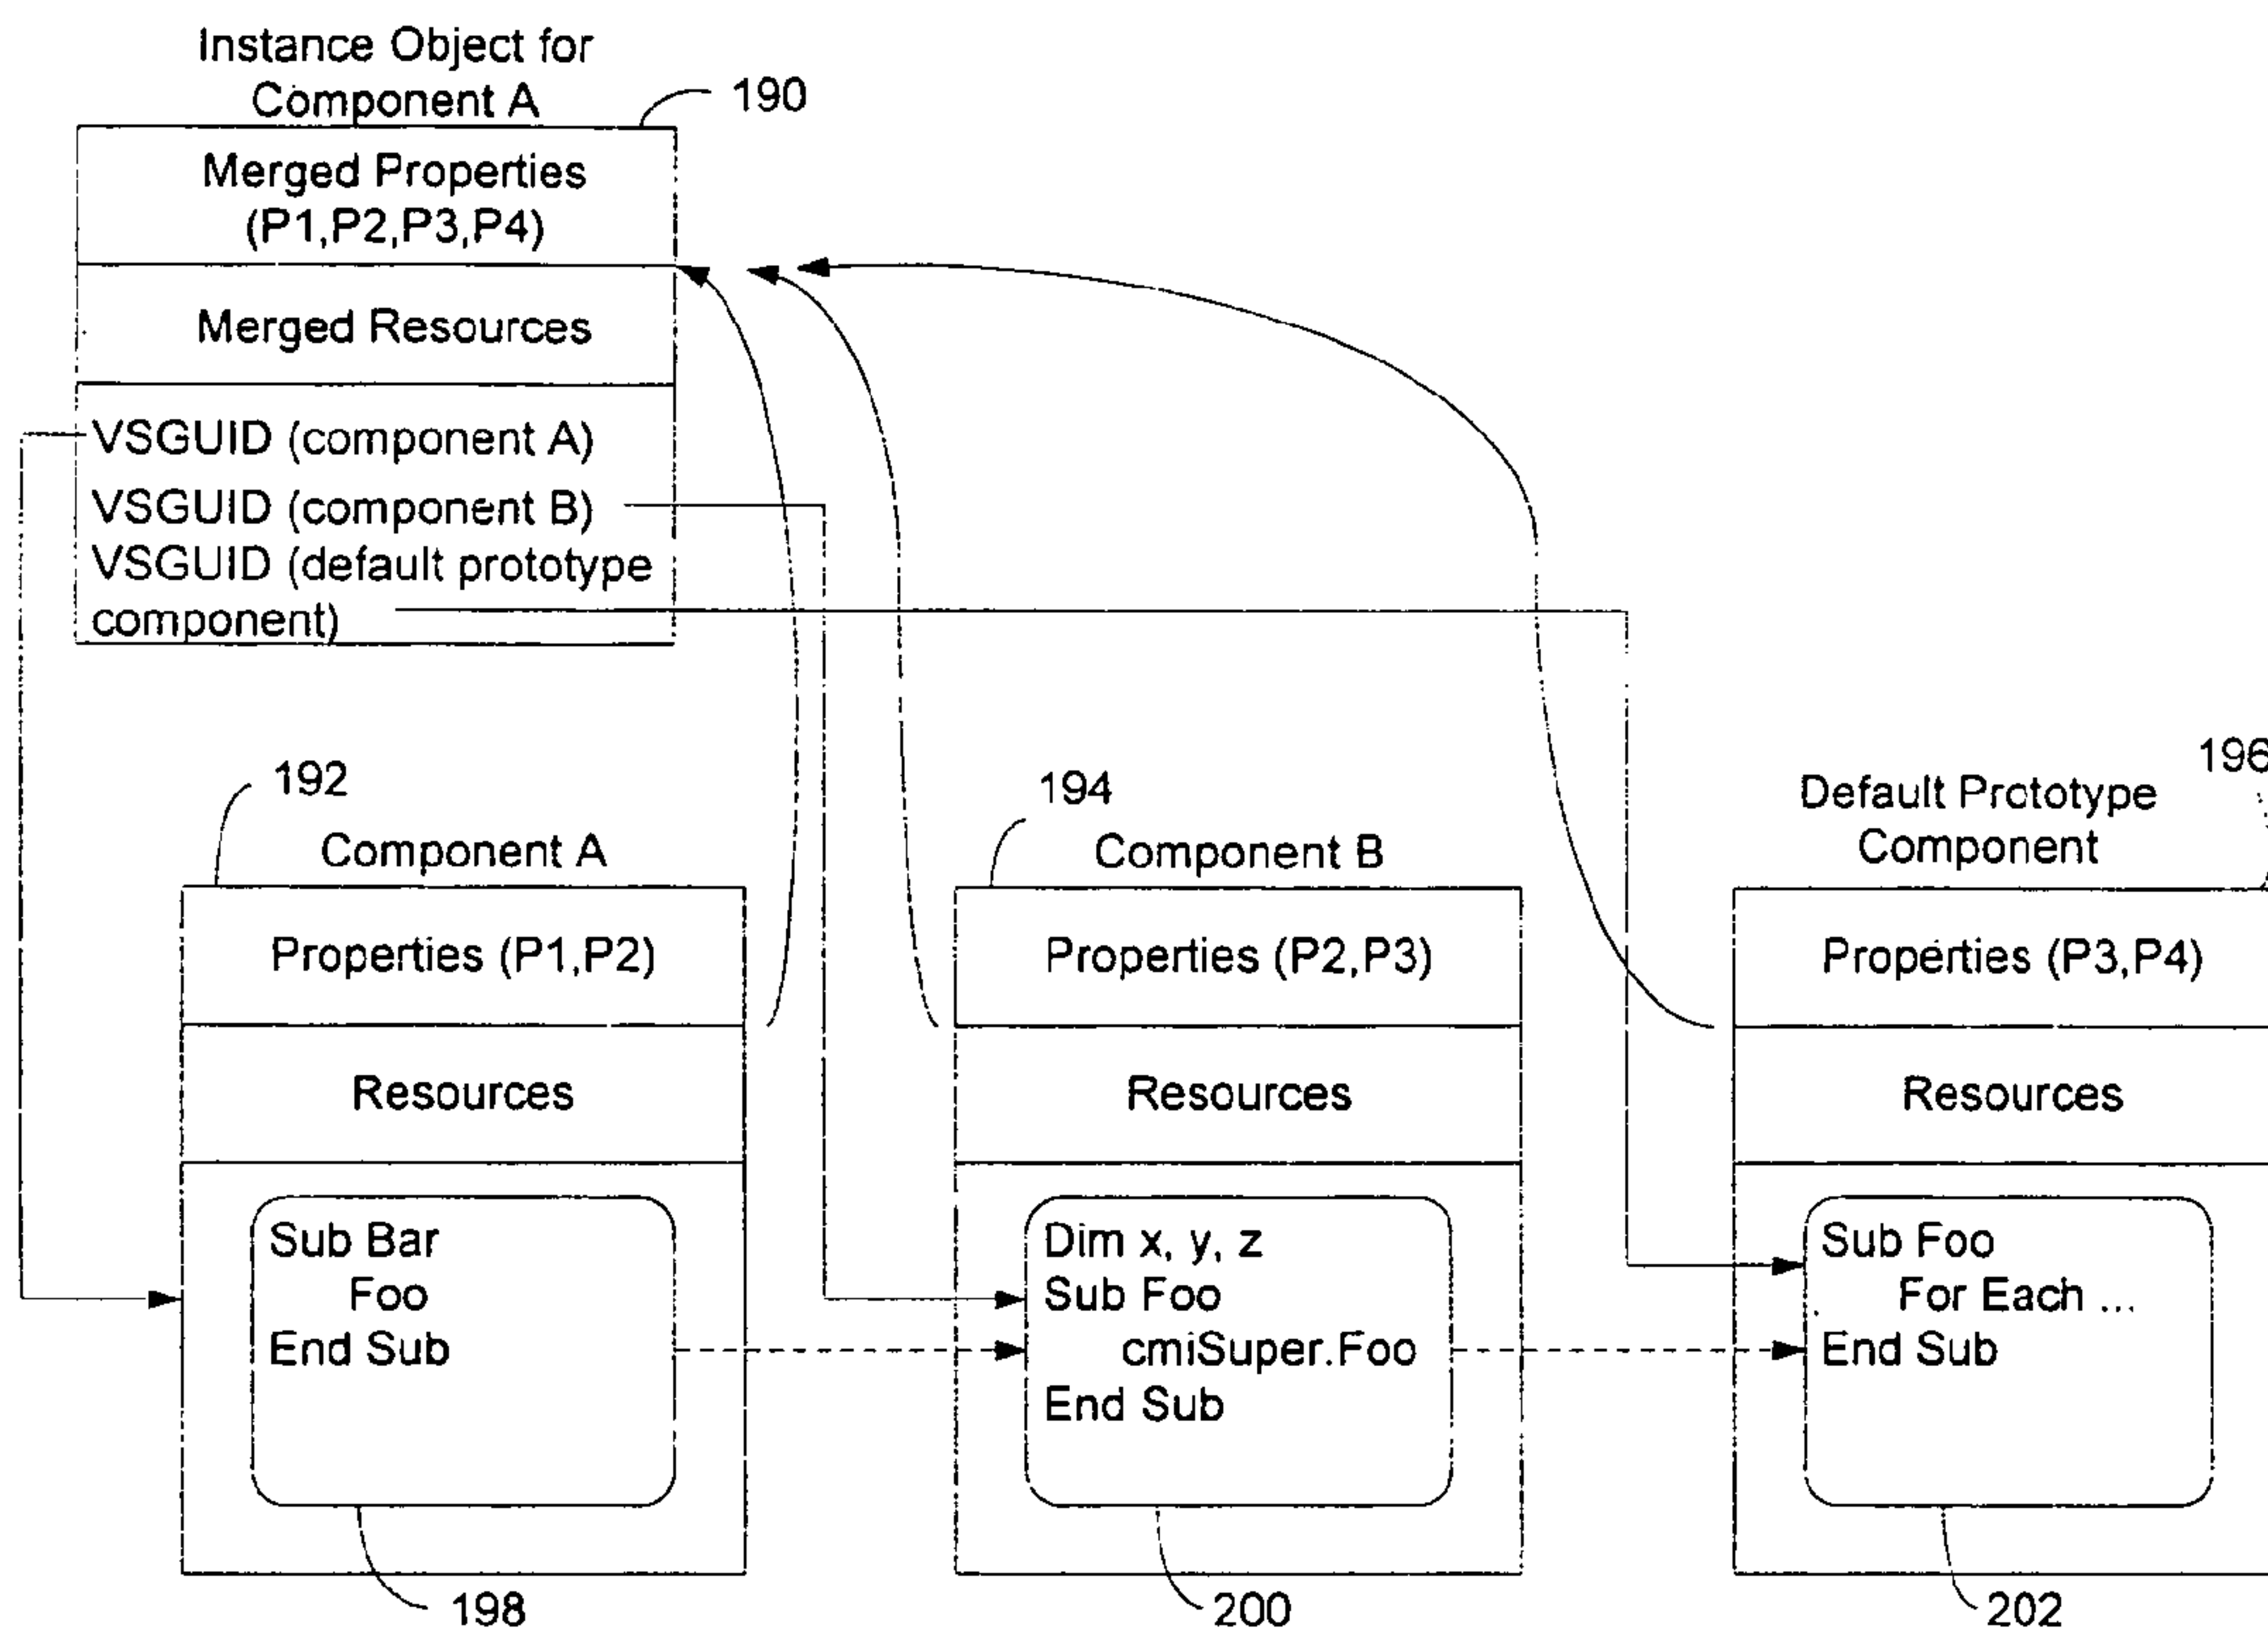 Instance Object for
Component A
190
Merged Properties
(P1,P2,P3,P4)
Merged Resources
VSGUID (component A)
VSGUID (component B)
VSGUID (default prototype
component)
192
Component A
Properties (P1,P2)
Resources
Sub Bar
Foo
End Sub
198
194
Component B
Properties (P2,P3)
Resources
Dim x, y, z
Sub Foo
cmiSuper.Foo
End Sub
200
196
Default Prototype
Component
Properties (P3,P4)
Resources
Sub Foo
For Each ...
End Sub
202